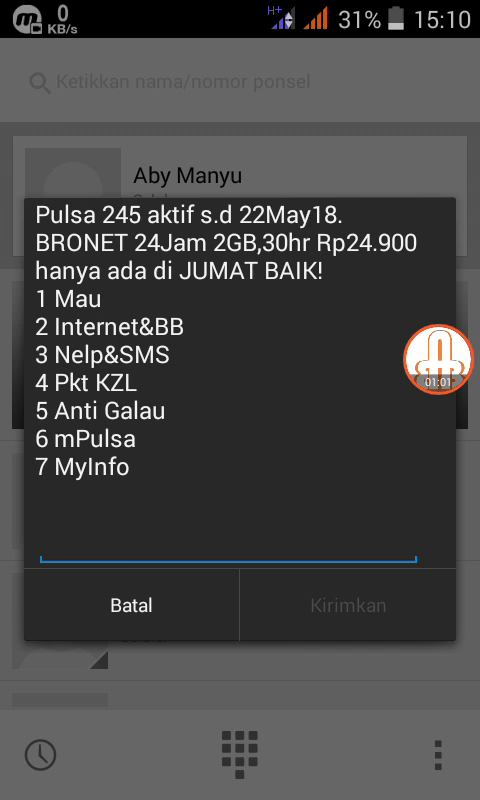 0
KB/s
H+
31%
15:10
Ketikkan nama/nomor ponsel
Aby Manyu
Pulsa 245 aktif s.d 22May18.
BRONET 24Jam 2GB,30hr Rp24.900
hanya ada di JUMAT BAIK!
1 Mau
2 Internet&BB
3 Nelp&SMS
4 Pkt KZL
5 Anti Galau
6 mPulsa
7 MyInfo
01:01
Batal
Kirimkan